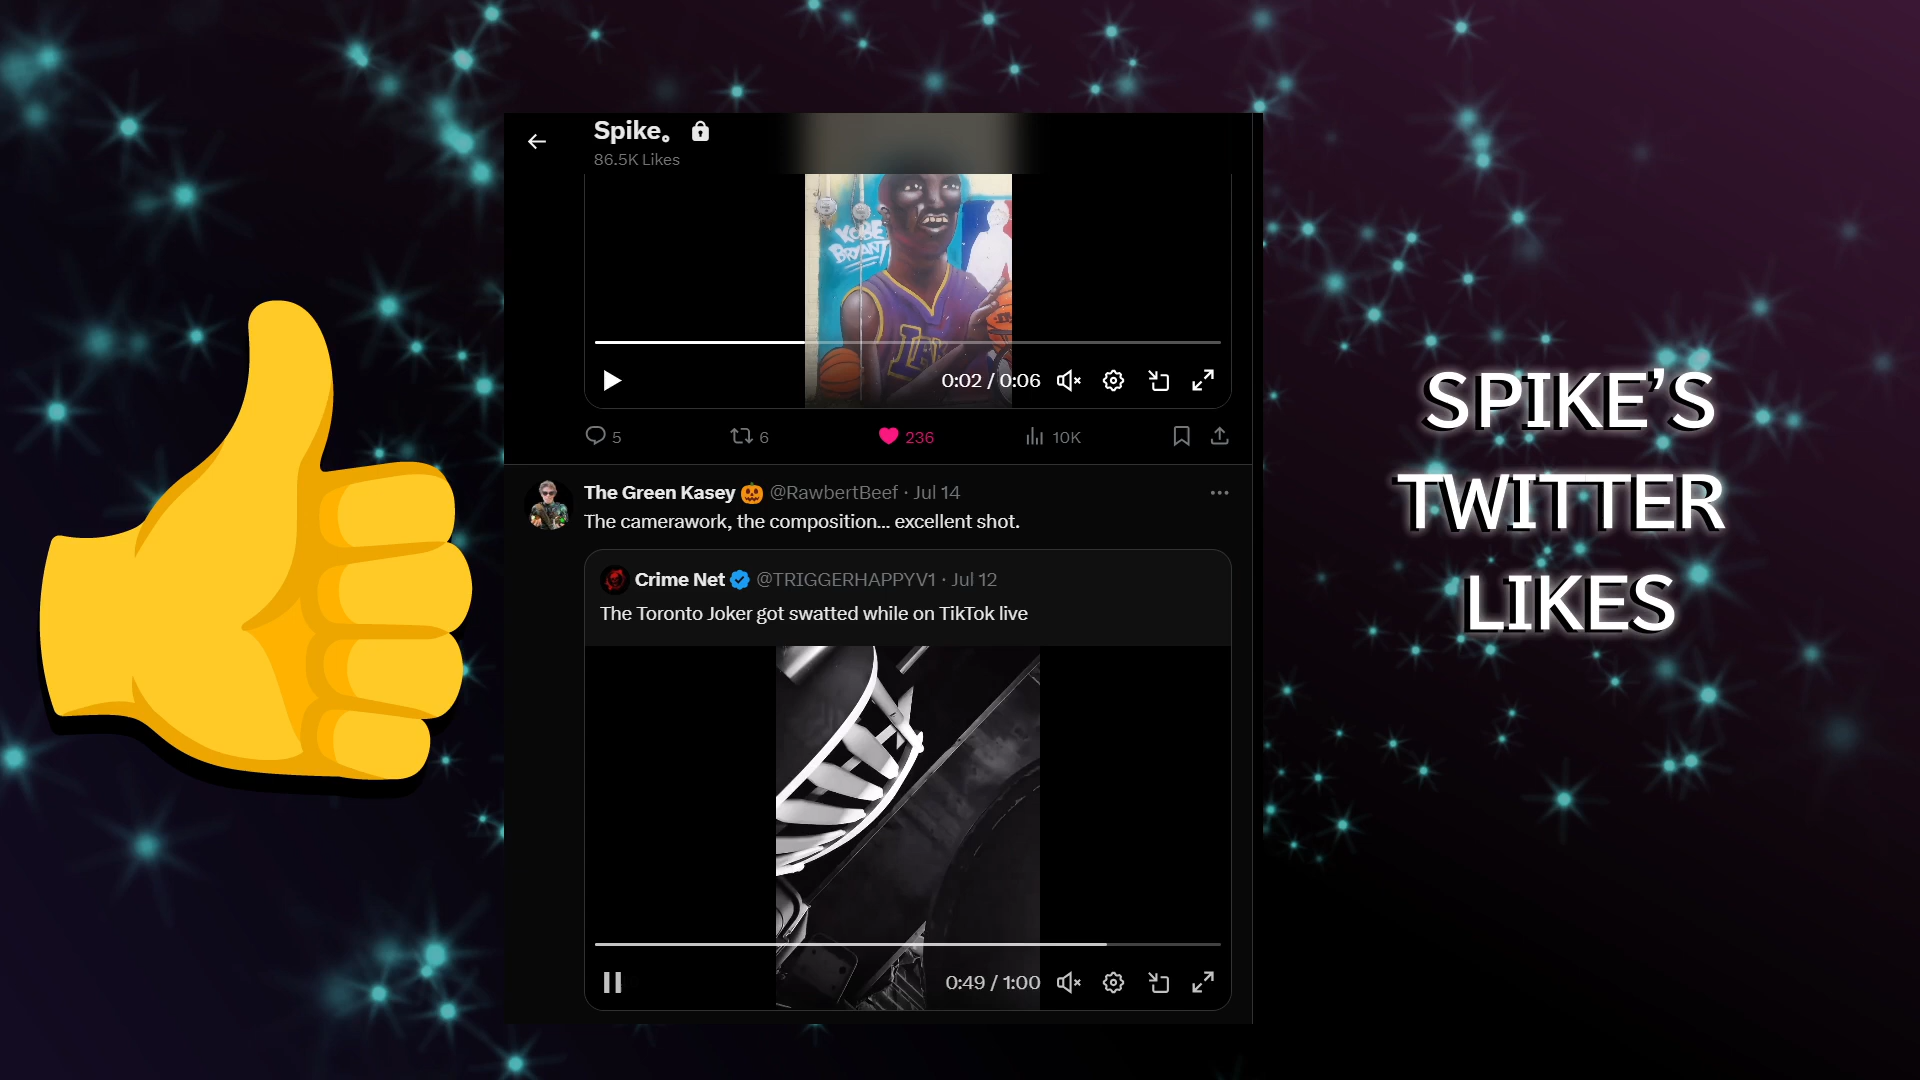 Spike。
86.5K Likes
KOBE
BRYANT
0:02 / 0:06
5
6
236
10K
The Green Kasey @RawbertBeef · Jul 14
The camerawork, the composition... excellent shot.
Crime Net @TRIGGERHAPPYV1 · Jul 12
The Toronto Joker got swatted while on TikTok live
0:49 / 1:00
SPIKE'S
TWITTER
LIKES